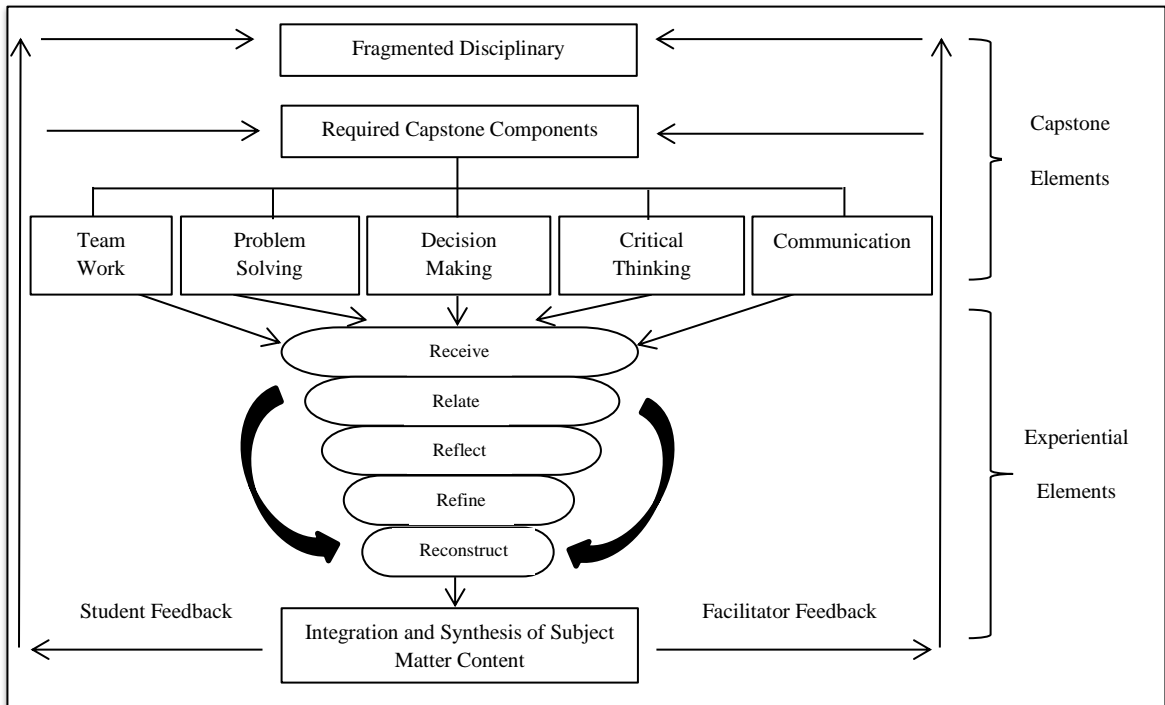 Fragmented Disciplinary
Required Capstone Components
Capstone
Elements
Team
Work
Problem
Solving
Decision
Making
Critical
Thinking
Communication
Receive
Relate
Reflect
Refine
Reconstruct
Experiential
Elements
Student Feedback
Facilitator Feedback
Integration and Synthesis of Subject
Matter Content